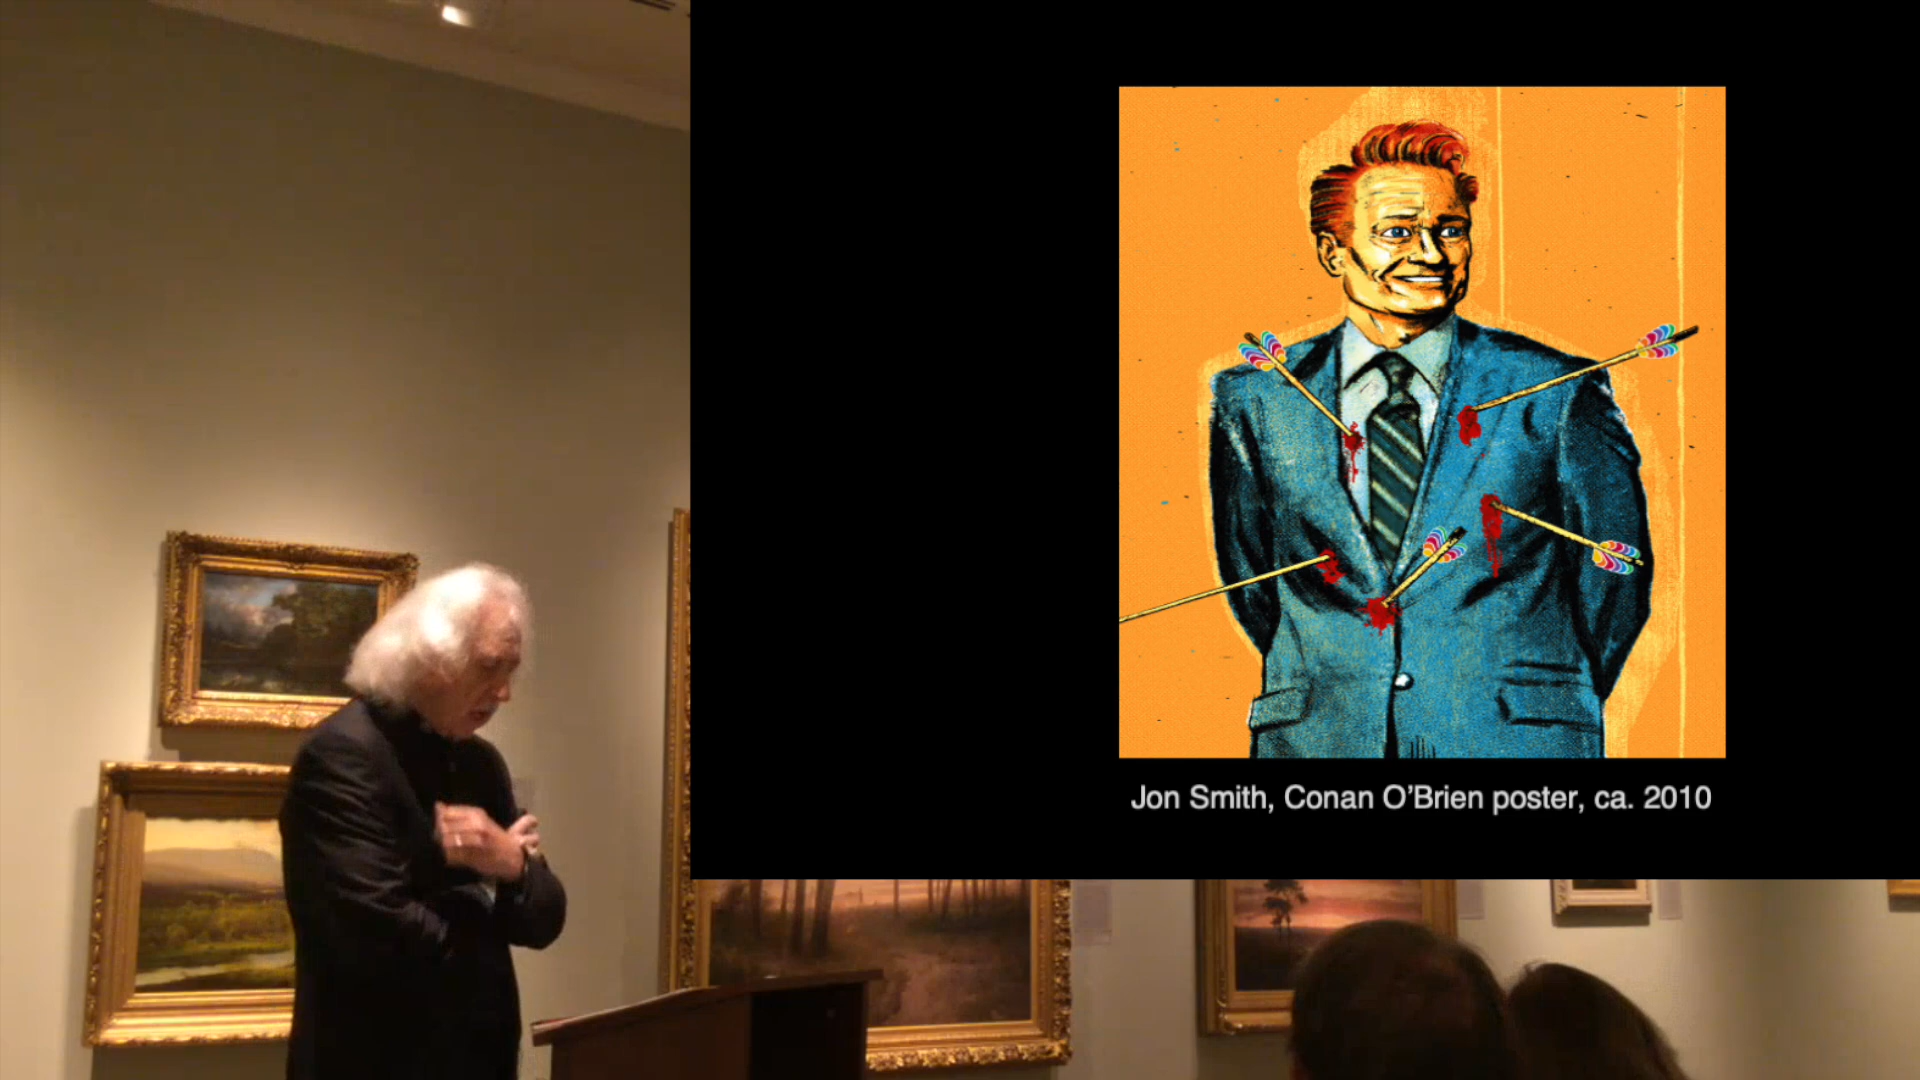 Jon Smith, Conan O’Brien poster, ca. 2010